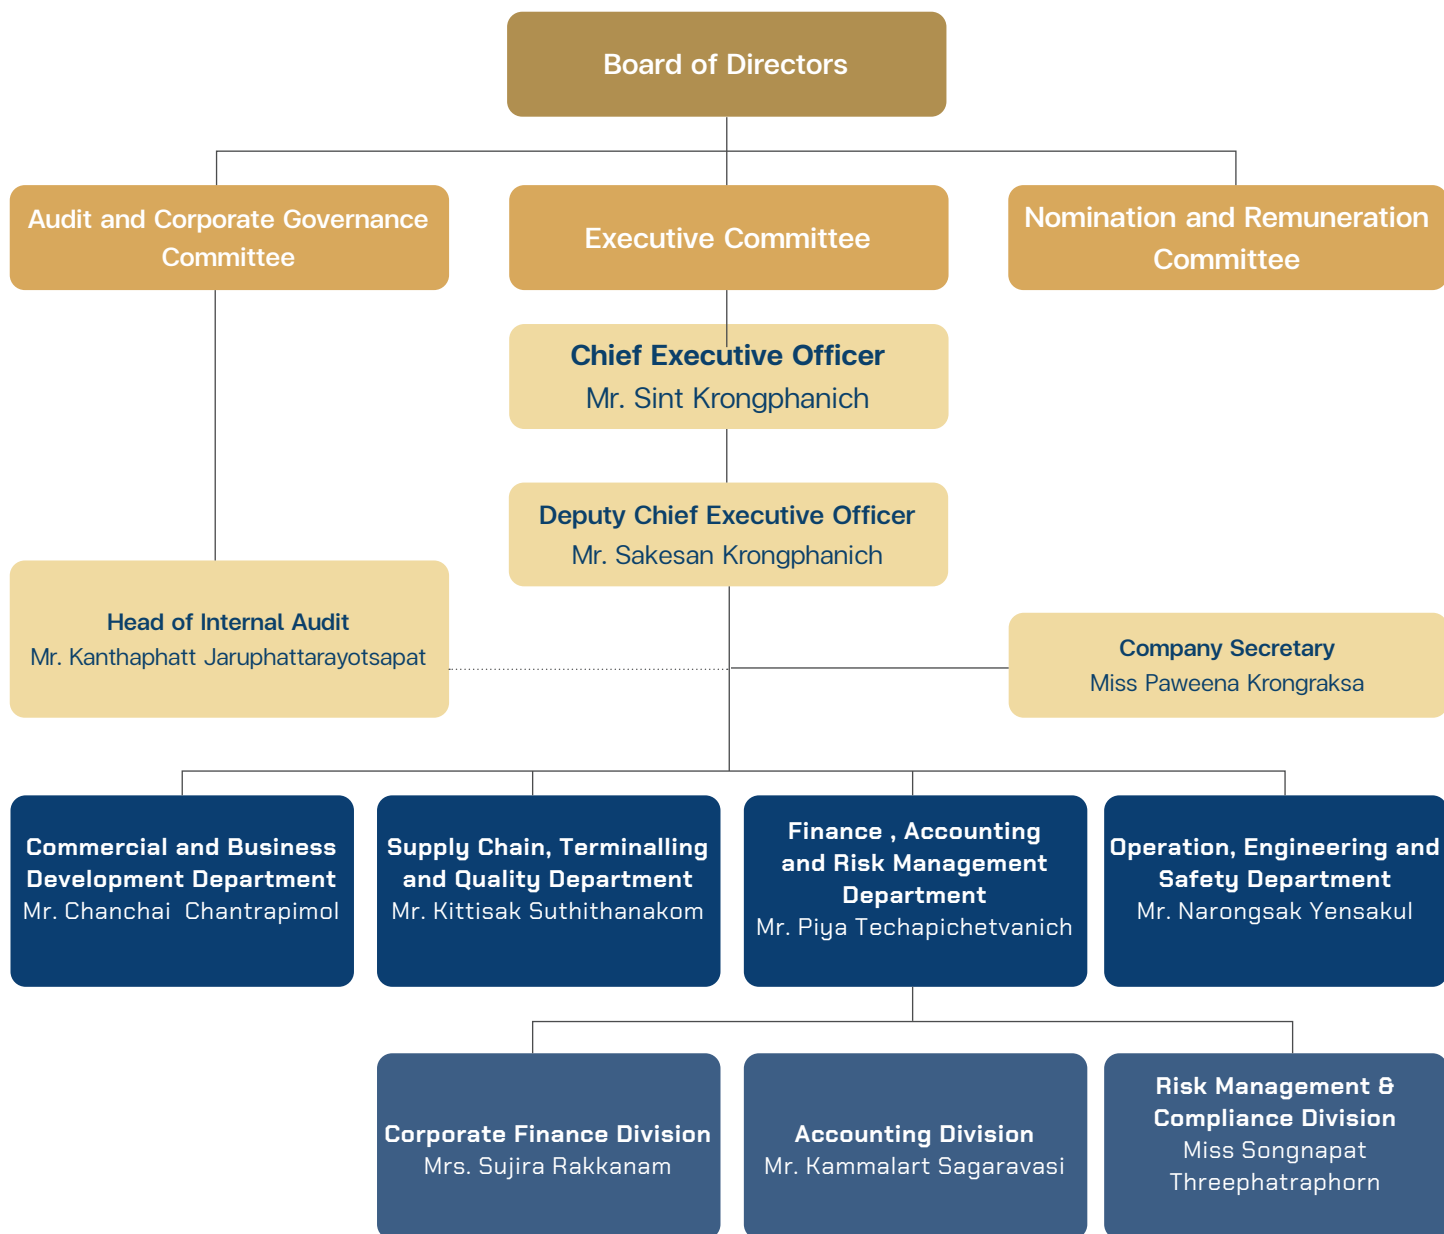 Board of Directors
Audit and Corporate Governance
Committee
Executive Committee
Nomination and Remuneration
Committee
Chief Executive Officer
Mr. Sint Krongphanich
Deputy Chief Executive Officer
Mr. Sakesan Krongphanich
Head of Internal Audit
Mr. Kanthaphatt Jaruphattarayotsapat
Company Secretary
Miss Paweena Krongraksa
Commercial and Business
Development Department
Mr. Chanchai  Chantrapimol
Supply Chain, Terminalling
and Quality Department
Mr. Kittisak Suthithanakom
Finance , Accounting
and Risk Management
Department
Mr. Piya Techapichetvanich
Operation, Engineering and
Safety Department
Mr. Narongsak Yensakul
Corporate Finance Division
Mrs. Sujira Rakkanam
Accounting Division
Mr. Kammalart Sagaravasi
Risk Management &
Compliance Division
Miss Songnapat
Threephatraphorn